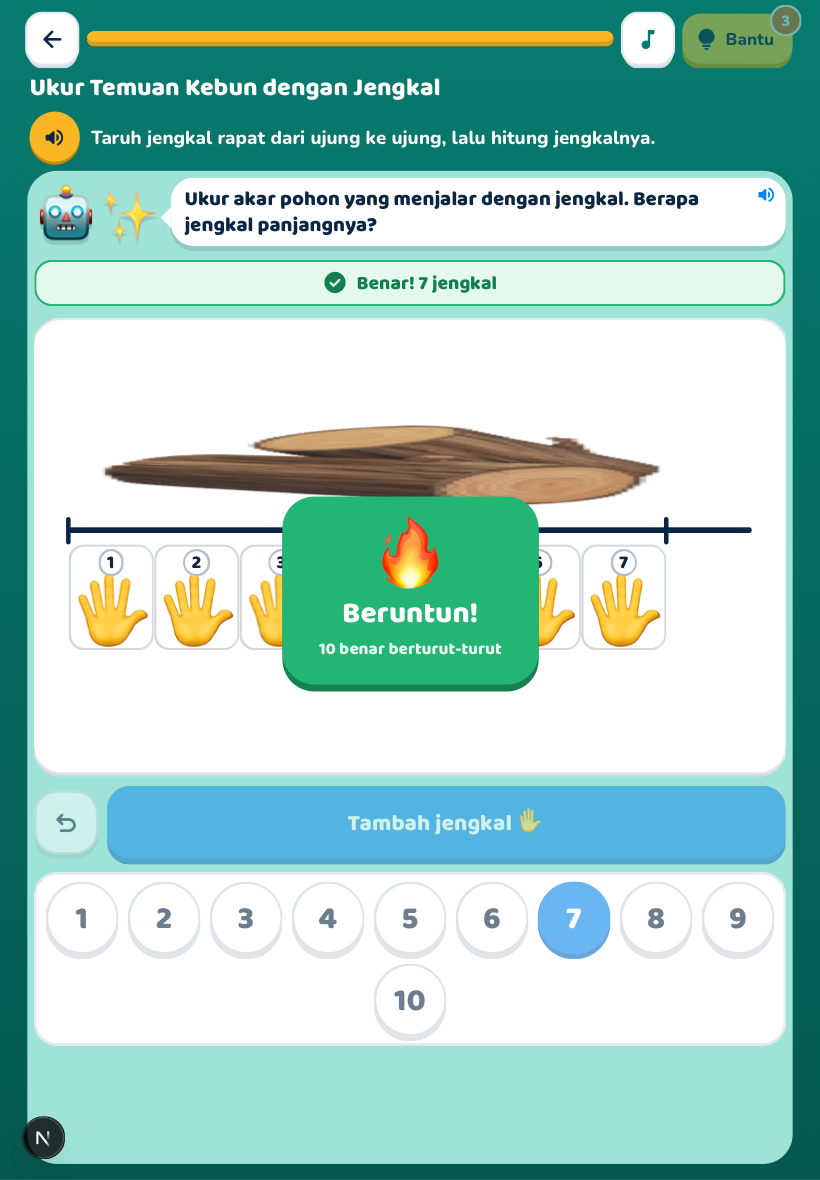 3
Bantu
Ukur Temuan Kebun dengan Jengkal
Taruh jengkal rapat dari ujung ke ujung, lalu hitung jengkalnya.
Ukur akar pohon yang menjalar dengan jengkal. Berapa
jengkal panjangnya?
Benar! 7 jengkal
1 2 3 6 7
Beruntun!
10 benar berturut-turut
Tambah jengkal
1 2 3 4 5 6 7 8 9
10
N